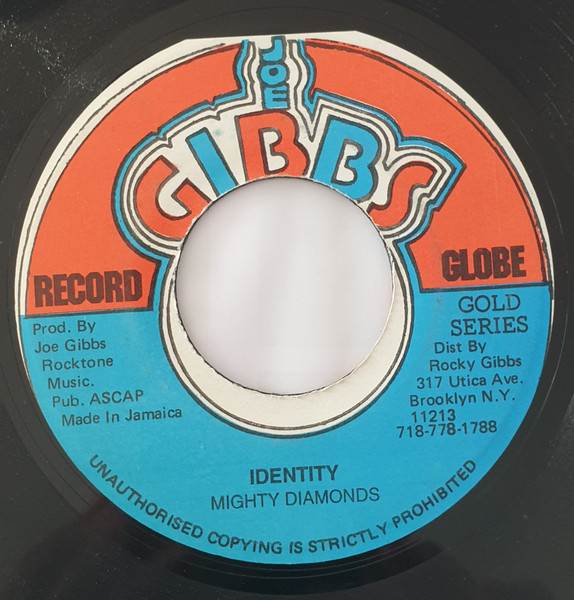 JOE
GIBBS
RECORD GLOBE
Prod. By
Joe Gibbs
Rocktone
Music.
Pub. ASCAP
Made In Jamaica
GOLD
SERIES
Dist By
Rocky Gibbs
317 Utica Ave.
Brooklyn N.Y.
11213
718-778-1788
IDENTITY
MIGHTY DIAMONDS
UNAUTHORISED COPYING IS STRICTLY PROHIBITED